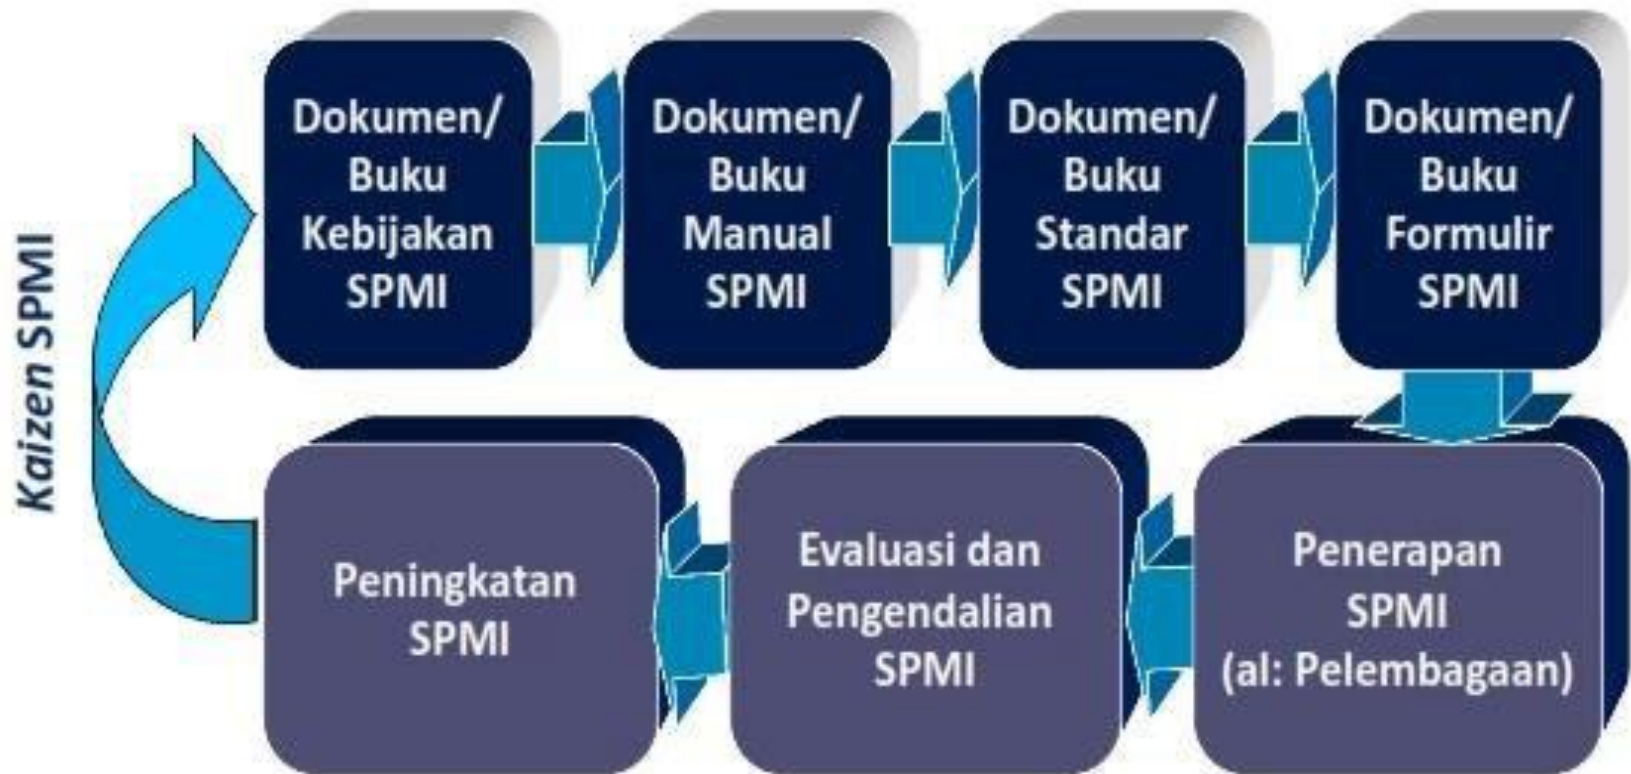 Kaizen SPMI
Dokumen/
Buku
Kebijakan
SPMI
Dokumen/
Buku
Manual
SPMI
Dokumen/
Buku
Standar
SPMI
Dokumen/
Buku
Formulir
SPMI
Peningkatan
SPMI
Evaluasi dan
Pengendalian
SPMI
Penerapan
SPMI
(al: Pelembagaan)